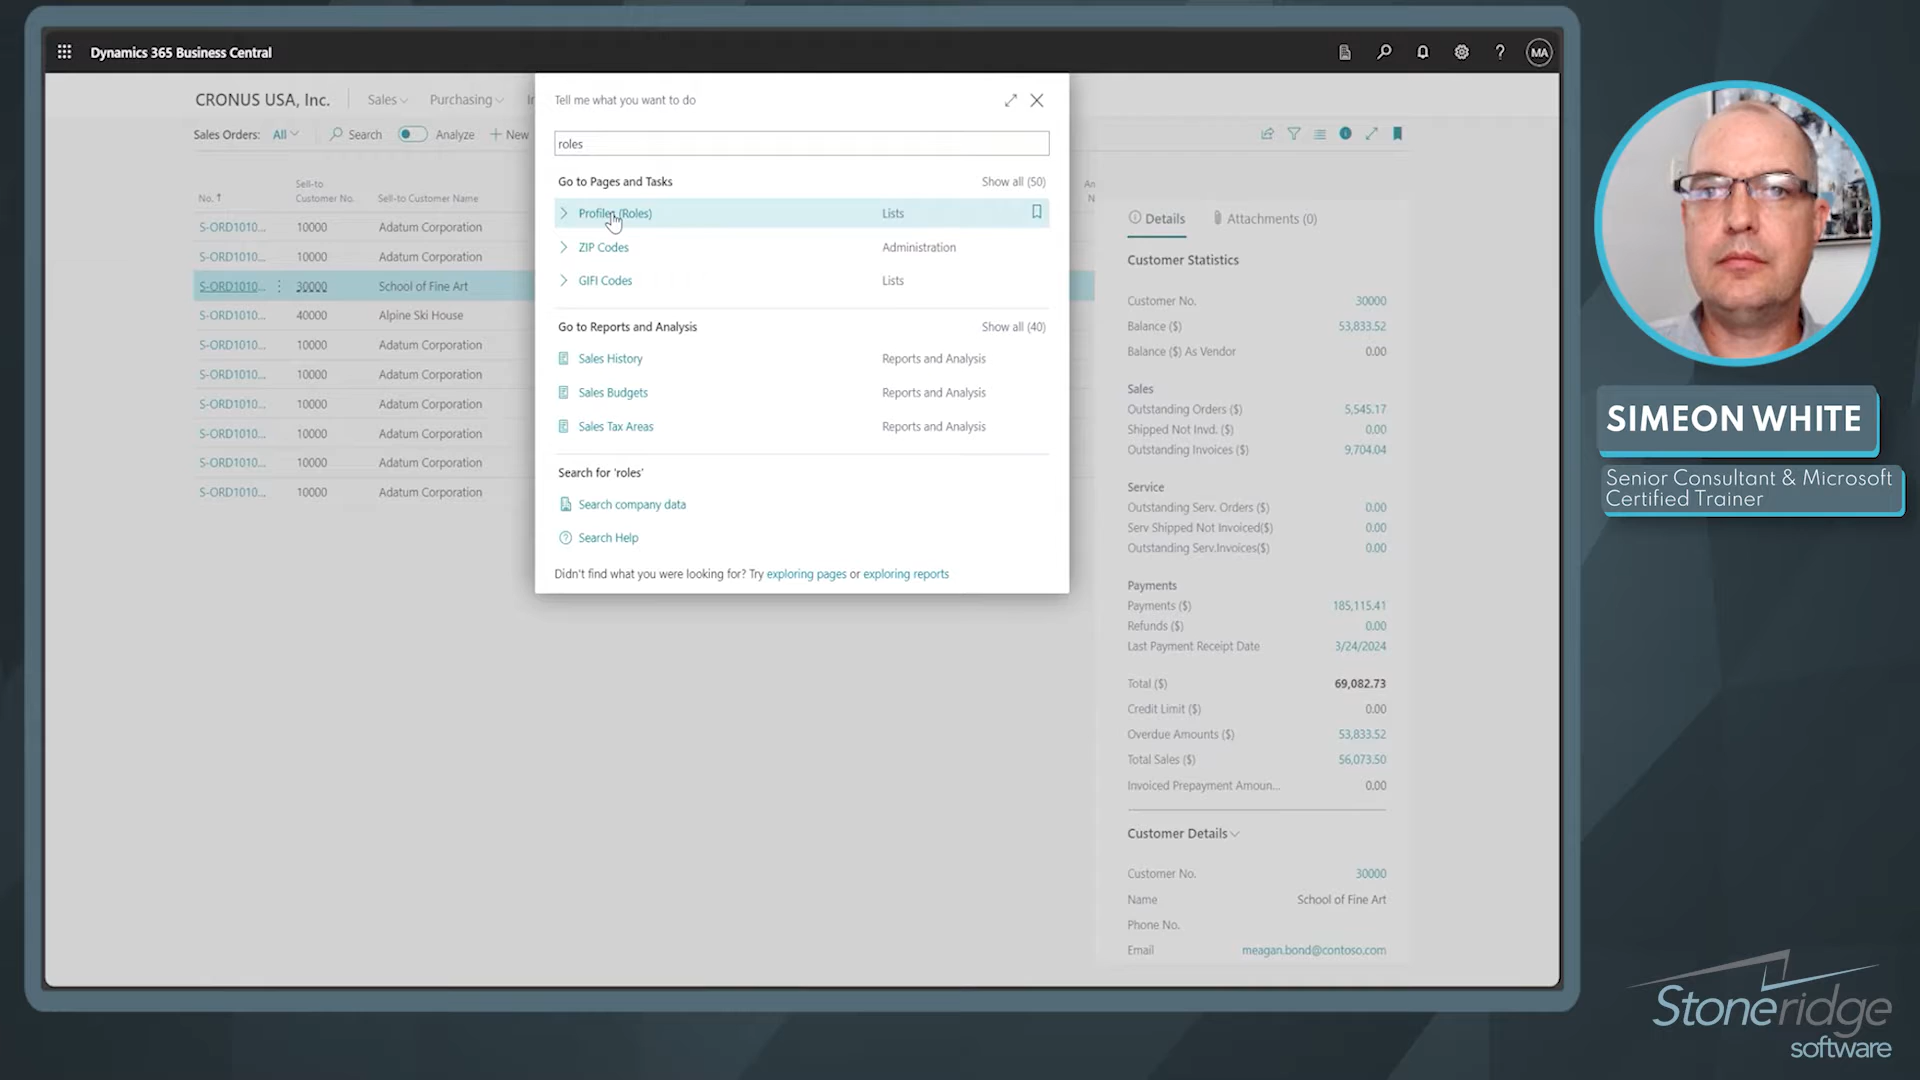 Dynamics 365 Business Central
MA
CRONUS USA, Inc.
Sales
Purchasing
Sales Orders: All
Search
Analyze
+ New
No. ↑
Sell-to
Customer No.
Sell-to Customer Name
S-ORD1010... 10000 Adatum Corporation
S-ORD1010... 10000 Adatum Corporation
S-ORD1010... 30000 School of Fine Art
S-ORD1010... 40000 Alpine Ski House
S-ORD1010... 10000 Adatum Corporation
S-ORD1010... 10000 Adatum Corporation
S-ORD1010... 10000 Adatum Corporation
S-ORD1010... 10000 Adatum Corporation
S-ORD1010... 10000 Adatum Corporation
S-ORD1010... 10000 Adatum Corporation
Tell me what you want to do
roles
Go to Pages and Tasks Show all (50)
Profiles (Roles) Lists
ZIP Codes Administration
GIFI Codes Lists
Go to Reports and Analysis Show all (40)
Sales History Reports and Analysis
Sales Budgets Reports and Analysis
Sales Tax Areas Reports and Analysis
Search for 'roles'
Search company data
Search Help
Didn't find what you were looking for? Try exploring pages or exploring reports
Details Attachments (0)
Customer Statistics
Customer No. 30000
Balance ($) 53,833.52
Balance ($) As Vendor 0.00
Sales
Outstanding Orders ($) 5,545.17
Shipped Not Invd. ($) 0.00
Outstanding Invoices ($) 9,704.04
Service
Outstanding Serv. Orders ($) 0.00
Serv Shipped Not Invoiced($) 0.00
Outstanding Serv.Invoices($) 0.00
Payments
Payments ($) 185,115.41
Refunds ($) 0.00
Last Payment Receipt Date 3/24/2024
Total ($) 69,082.73
Credit Limit ($) 0.00
Overdue Amounts ($) 53,833.52
Total Sales ($) 56,073.50
Invoiced Prepayment Amoun... 0.00
Customer Details
Customer No. 30000
Name School of Fine Art
Phone No.
Email meagan.bond@contoso.com
SIMEON WHITE
Senior Consultant & Microsoft
Certified Trainer
Stoneridge
software